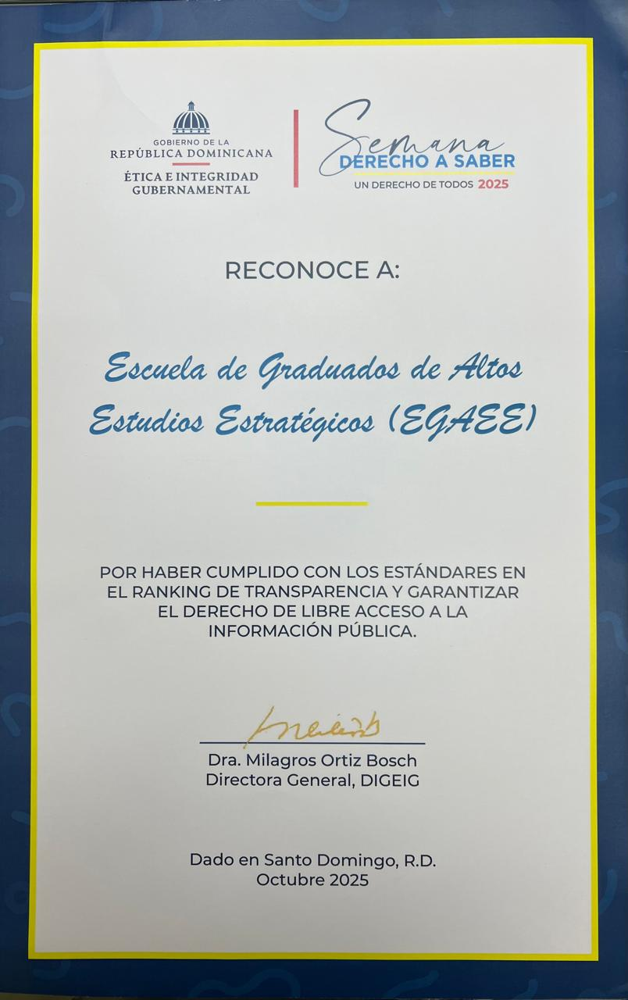 GOBIERNO DE LA
REPÚBLICA DOMINICANA
ÉTICA E INTEGRIDAD
GUBERNAMENTAL
Semana
DERECHO A SABER
UN DERECHO DE TODOS 2025
RECONOCE A:
Escuela de Graduados de Altos
Estudios Estratégicos (EGAEE)
POR HABER CUMPLIDO CON LOS ESTÁNDARES EN
EL RANKING DE TRANSPARENCIA Y GARANTIZAR
EL DERECHO DE LIBRE ACCESO A LA
INFORMACIÓN PÚBLICA.
Dra. Milagros Ortiz Bosch
Directora General, DIGEIG
Dado en Santo Domingo, R.D.
Octubre 2025